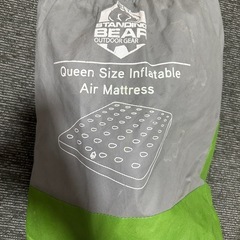 STANDING
BEAR
OUTDOOR GEAR
Queen Size Inflatable
Air Mattress